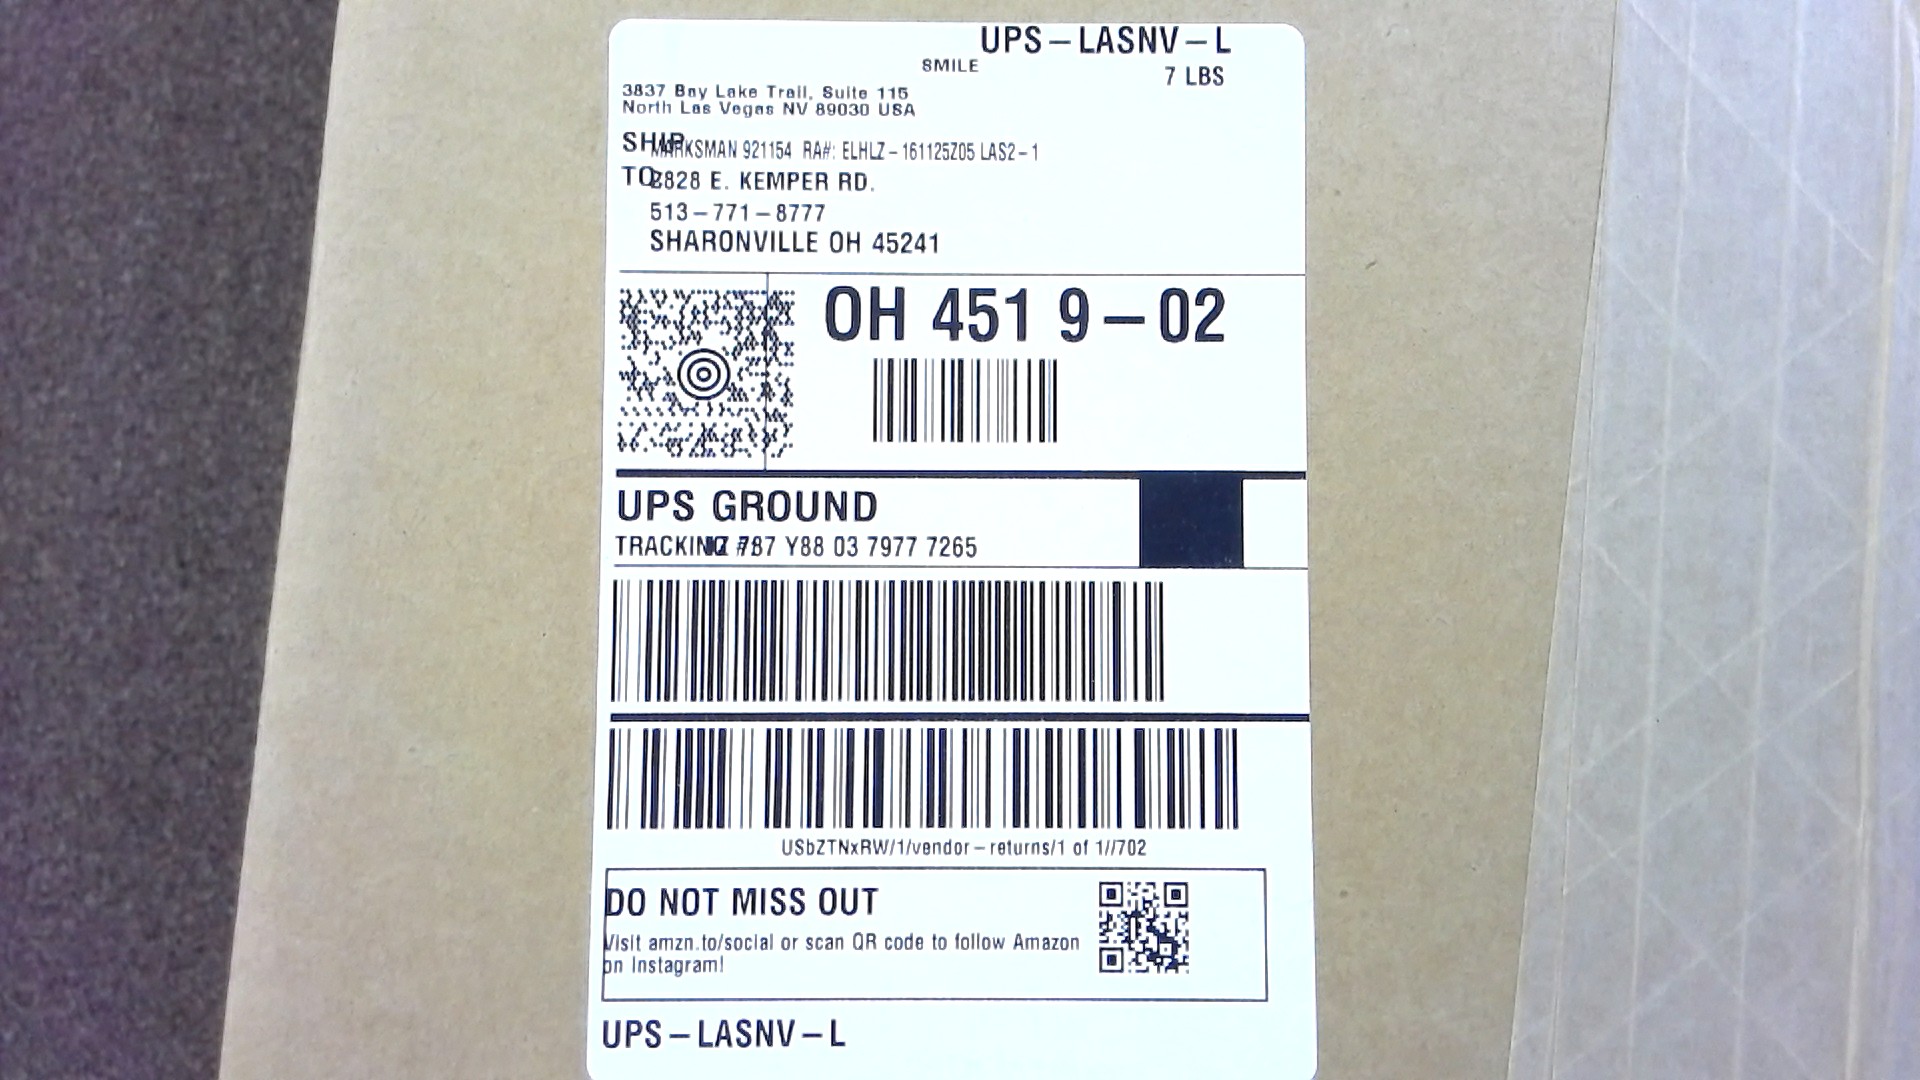 UPS-LASNV-L
SMILE
7 LBS
3837 Bay Lake Trail, Suite 115
North Las Vegas NV 89030 USA
SHIP
MARKSMAN 921154 RA#: ELHLZ-161125Z05 LAS2-1
TO:
2828 E. KEMPER RD.
513-771-8777
SHARONVILLE OH 45241
OH 451 9-02
UPS GROUND
TRACKING #: 1Z 787 Y88 03 7977 7265
USbZTNxRW/1/vendor-returns/1 of 1//702
DO NOT MISS OUT
Visit amzn.to/social or scan QR code to follow Amazon
on Instagram!
UPS-LASNV-L